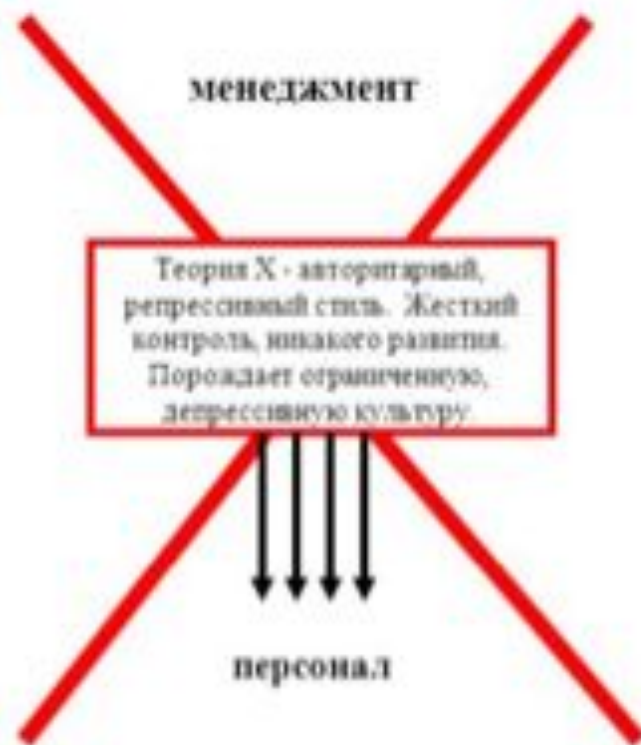 менеджмент
Теория X - авторитарный,
репрессивный стиль. Жесткий
контроль, никакого развития.
Порождает ограниченную,
депрессивную культуру
персонал